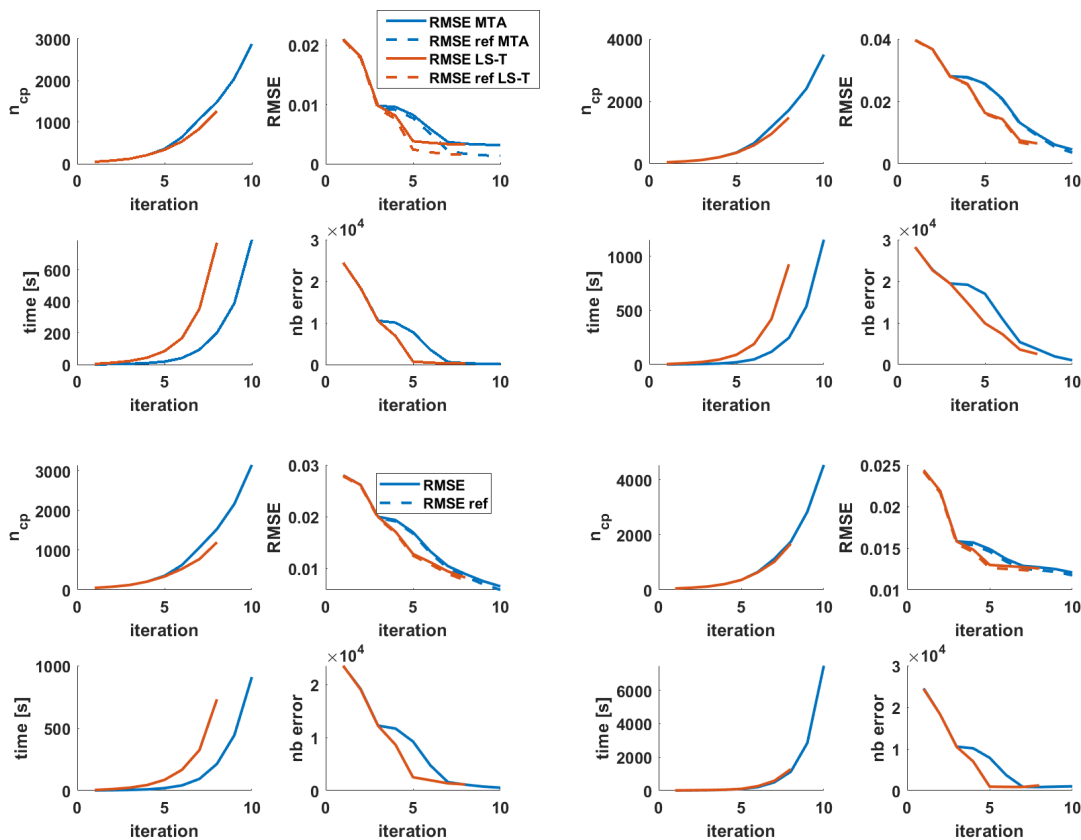 3000
2000
1000
0
n_cp
0
5
10
iteration
0.02
0.01
0
RMSE
0
5
10
iteration
RMSE MTA
RMSE ref MTA
RMSE LS-T
RMSE ref LS-T
4000
2000
0
n_cp
0
5
10
iteration
0.04
0.02
0
RMSE
0
5
10
iteration
600
400
200
0
time [s]
0
5
10
iteration
×10^4
3
2
1
0
nb error
0
5
10
iteration
1000
500
0
time [s]
0
5
10
iteration
×10^4
3
2
1
0
nb error
0
5
10
iteration
3000
2000
1000
0
n_cp
0
5
10
iteration
0.03
0.02
0.01
RMSE
0
5
10
iteration
RMSE
RMSE ref
4000
2000
0
n_cp
0
5
10
iteration
0.025
0.02
0.015
0.01
RMSE
0
5
10
iteration
1000
500
0
time [s]
0
5
10
iteration
×10^4
2
1
0
nb error
0
5
10
iteration
6000
4000
2000
0
time [s]
0
5
10
iteration
×10^4
3
2
1
0
nb error
0
5
10
iteration